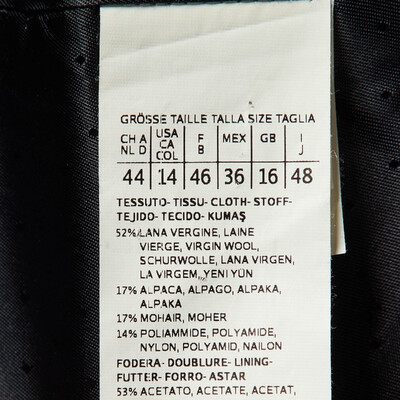 GRÖSSE TAILLE TALLA SIZE TAGLIA
CH A NL D | USA CA COL | F B | MEX | GB | I J
44 | 14 | 46 | 36 | 16 | 48
TESSUTO- TISSU- CLOTH- STOFF-
TEJIDO- TECIDO- KUMAŞ
52% LANA VERGINE, LAINE
VIERGE, VIRGIN WOOL,
SCHURWOLLE, LANA VIRGEN,
LA VIRGEM, YENI YÜN
17% ALPACA, ALPAGO, ALPAKA,
ALPAKA
17% MOHAIR, MOHER
14% POLIAMMIDE, POLYAMIDE,
NYLON, POLYAMID, NAILON
FODERA- DOUBLURE- LINING-
FUTTER- FORRO- ASTAR
53% ACETATO, ACETATE, ACETAT,